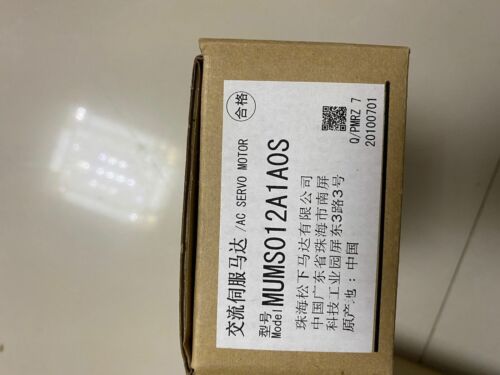 交流伺服马达 /AC SERVO MOTOR
合格
型号
Model MUMS012A1A0S
Q/PMRZ 7
20100701
珠海松下马达有限公司
中国广东省珠海市南屏
科技工业园屏东3路3号
原产地：中国